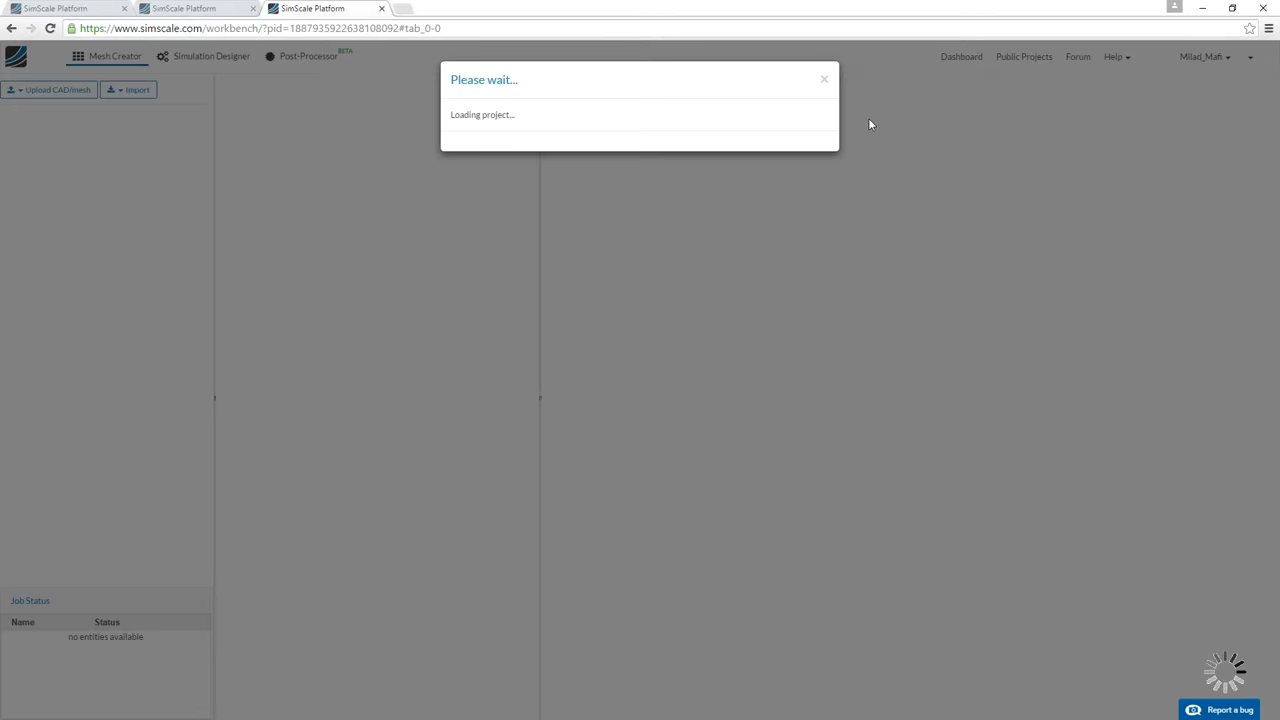 SimScale Platform
SimScale Platform
SimScale Platform
https://www.simscale.com/workbench/?pid=1887935922638108092#tab_0-0
Mesh Creator
Simulation Designer
Post-Processor BETA
Dashboard
Public Projects
Forum
Help
Milad_Mafi
Upload CAD/mesh
Import
Please wait...
Loading project...
Job Status
Name Status
no entities available
Report a bug